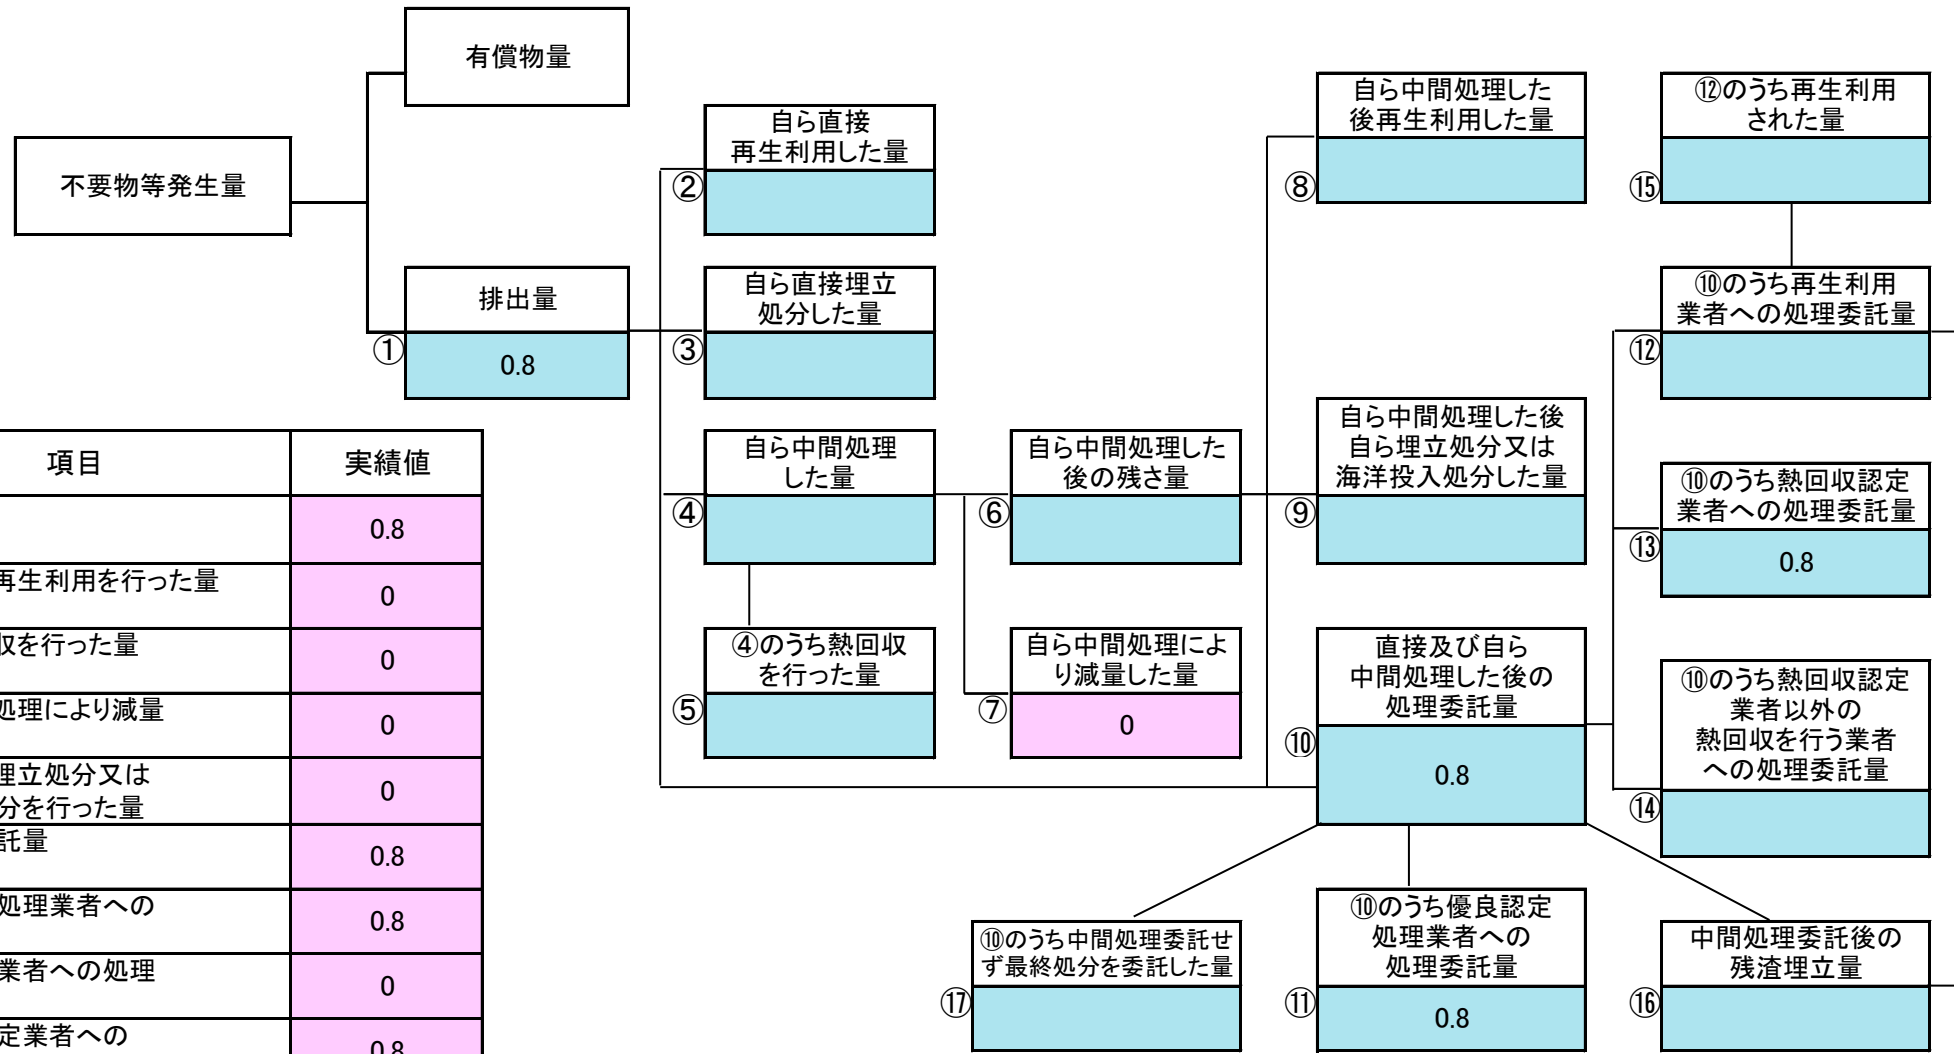 有償物量
不要物等発生量
排出量
①
0.8
自ら直接
再生利用した量
②
自ら直接埋立
処分した量
③
自ら中間処理
した量
④
④のうち熱回収
を行った量
⑤
自ら中間処理した
後の残さ量
⑥
自ら中間処理によ
り減量した量
⑦
0
自ら中間処理した
後再生利用した量
⑧
自ら中間処理した後
自ら埋立処分又は
海洋投入処分した量
⑨
直接及び自ら
中間処理した後の
処理委託量
⑩
0.8
⑫のうち再生利用
された量
⑮
⑩のうち再生利用
業者への処理委託量
⑫
⑩のうち熱回収認定
業者への処理委託量
⑬
0.8
⑩のうち熱回収認定
業者以外の
熱回収を行う業者
への処理委託量
⑭
⑩のうち中間処理委託せ
ず最終処分を委託した量
⑰
⑩のうち優良認定
処理業者への
処理委託量
⑪
0.8
中間処理委託後の
残渣埋立量
⑯
項目
実績値
0.8
再生利用を行った量
0
収を行った量
0
処理により減量
0
埋立処分又は
分を行った量
0
託量
0.8
処理業者への
0.8
業者への処理
0
定業者への
0.8